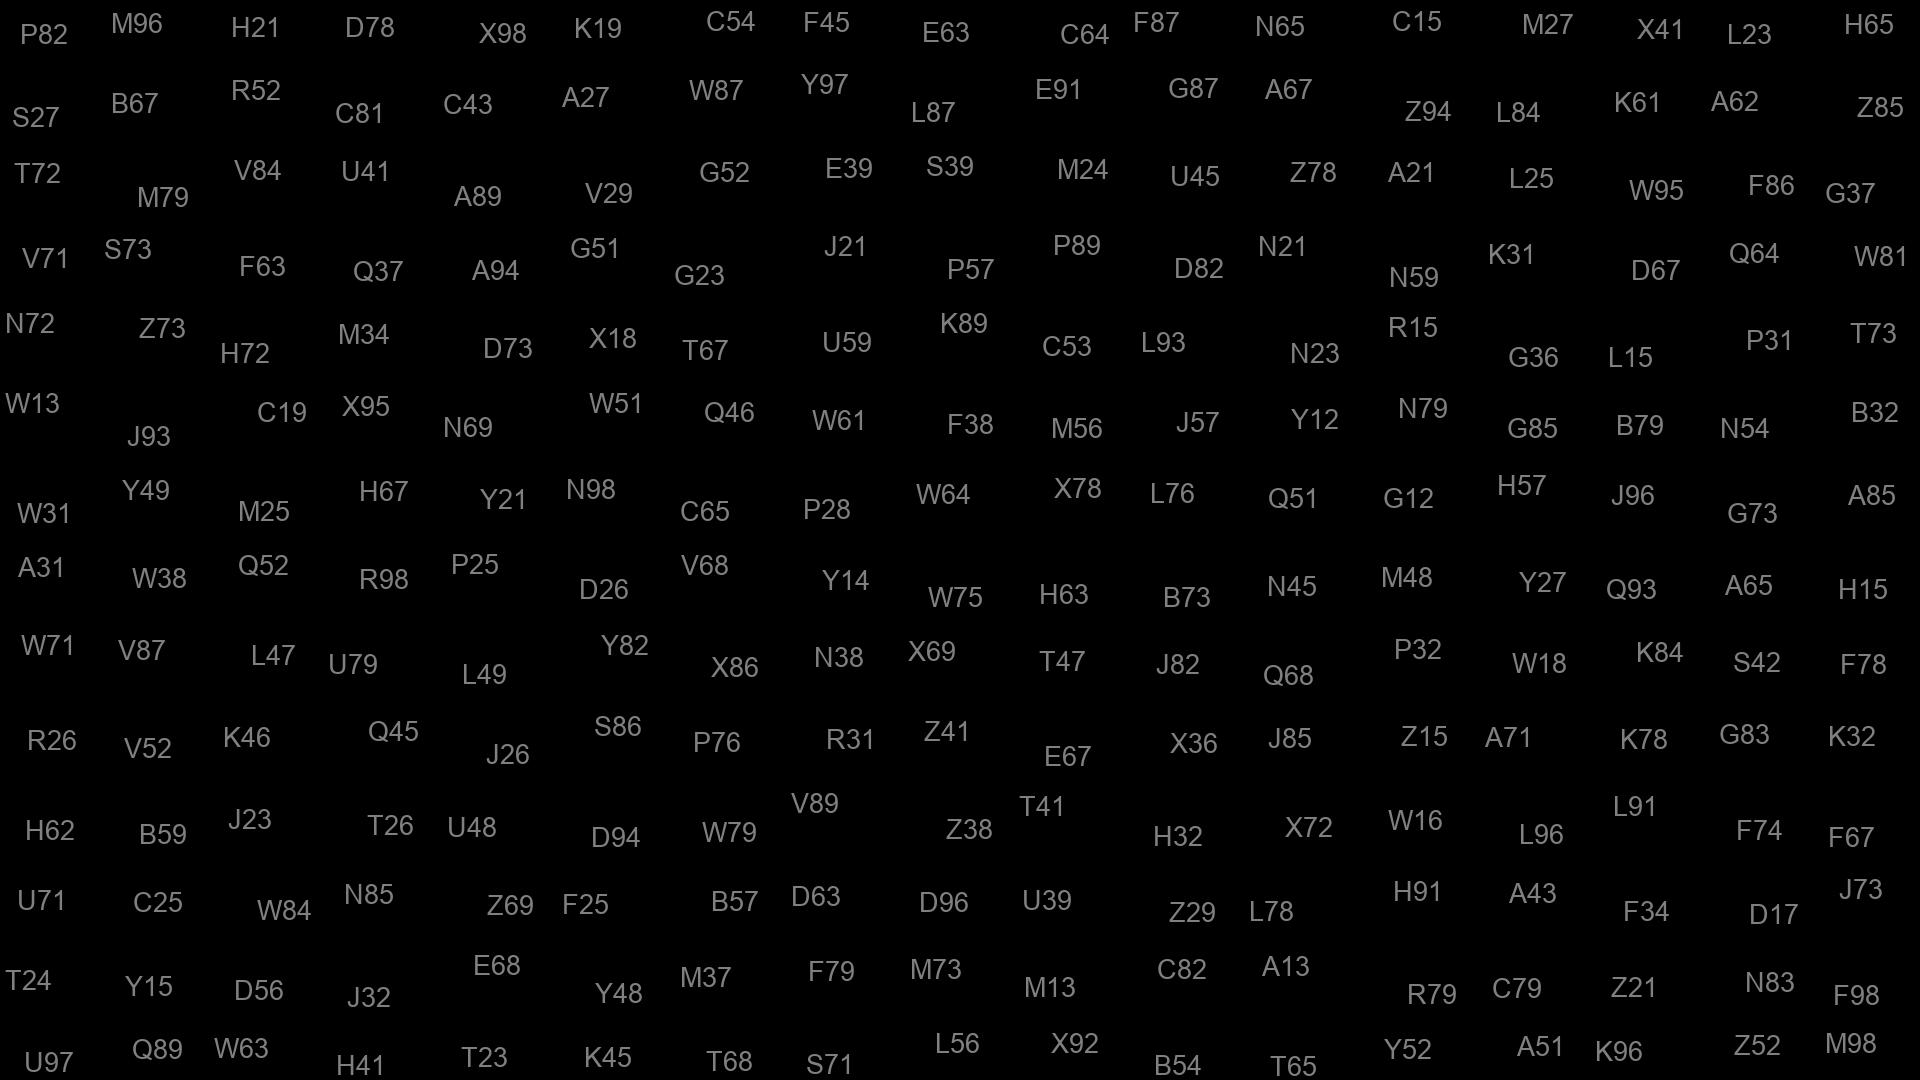 P82 M96 H21 D78 X98 K19 C54 F45 E63 C64 F87 N65 C15 M27 X41 L23 H65
S27 B67 R52 C81 C43 A27 W87 Y97 L87 E91 G87 A67 Z94 L84 K61 A62 Z85
T72 M79 V84 U41 A89 V29 G52 E39 S39 M24 U45 Z78 A21 L25 W95 F86 G37
V71 S73 F63 Q37 A94 G51 G23 J21 P57 P89 D82 N21 N59 K31 D67 Q64 W81
N72 Z73 H72 M34 D73 X18 T67 U59 K89 C53 L93 N23 R15 G36 L15 P31 T73
W13 J93 C19 X95 N69 W51 Q46 W61 F38 M56 J57 Y12 N79 G85 B79 N54 B32
W31 Y49 M25 H67 Y21 N98 C65 P28 W64 X78 L76 Q51 G12 H57 J96 G73 A85
A31 W38 Q52 R98 P25 D26 V68 Y14 W75 H63 B73 N45 M48 Y27 Q93 A65 H15
W71 V87 L47 U79 L49 Y82 X86 N38 X69 T47 J82 Q68 P32 W18 K84 S42 F78
R26 V52 K46 Q45 J26 S86 P76 R31 Z41 E67 X36 J85 Z15 A71 K78 G83 K32
H62 B59 J23 T26 U48 D94 W79 V89 Z38 T41 H32 X72 W16 L96 L91 F74 F67
U71 C25 W84 N85 Z69 F25 B57 D63 D96 U39 Z29 L78 H91 A43 F34 D17 J73
T24 Y15 D56 J32 E68 Y48 M37 F79 M73 M13 C82 A13 R79 C79 Z21 N83 F98
U97 Q89 W63 H41 T23 K45 T68 S71 L56 X92 B54 T65 Y52 A51 K96 Z52 M98